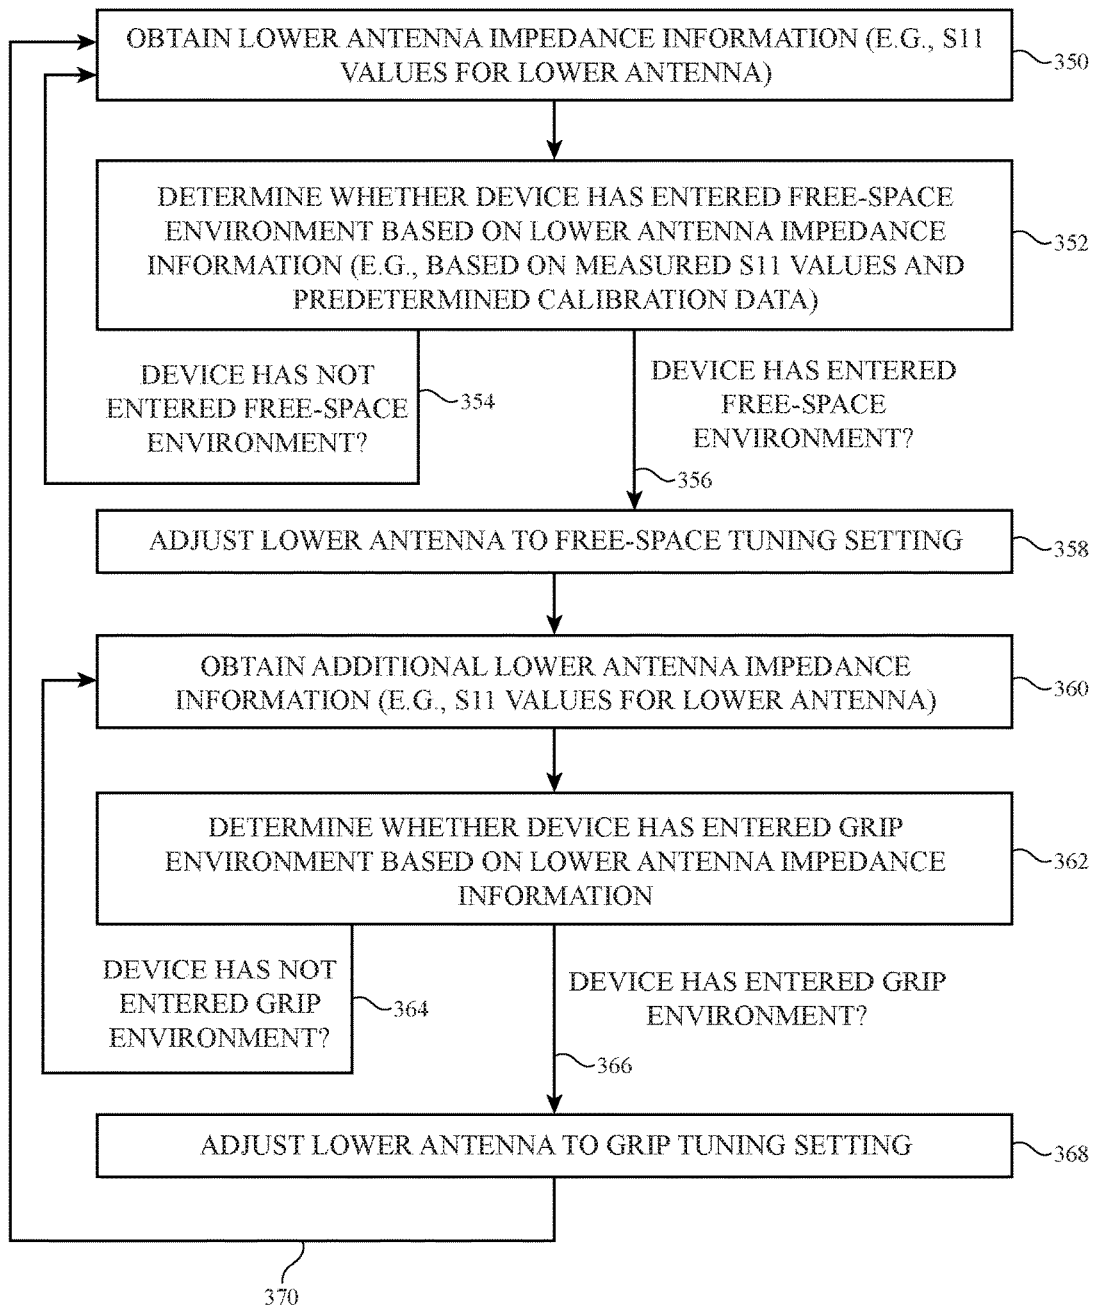 OBTAIN LOWER ANTENNA IMPEDANCE INFORMATION (E.G., S11
VALUES FOR LOWER ANTENNA)
350
DETERMINE WHETHER DEVICE HAS ENTERED FREE-SPACE
ENVIRONMENT BASED ON LOWER ANTENNA IMPEDANCE
INFORMATION (E.G., BASED ON MEASURED S11 VALUES AND
PREDETERMINED CALIBRATION DATA)
352
DEVICE HAS NOT
ENTERED FREE-SPACE
ENVIRONMENT?
354
DEVICE HAS ENTERED
FREE-SPACE
ENVIRONMENT?
356
ADJUST LOWER ANTENNA TO FREE-SPACE TUNING SETTING
358
OBTAIN ADDITIONAL LOWER ANTENNA IMPEDANCE
INFORMATION (E.G., S11 VALUES FOR LOWER ANTENNA)
360
DETERMINE WHETHER DEVICE HAS ENTERED GRIP
ENVIRONMENT BASED ON LOWER ANTENNA IMPEDANCE
INFORMATION
362
DEVICE HAS NOT
ENTERED GRIP
ENVIRONMENT?
364
DEVICE HAS ENTERED GRIP
ENVIRONMENT?
366
ADJUST LOWER ANTENNA TO GRIP TUNING SETTING
368
370